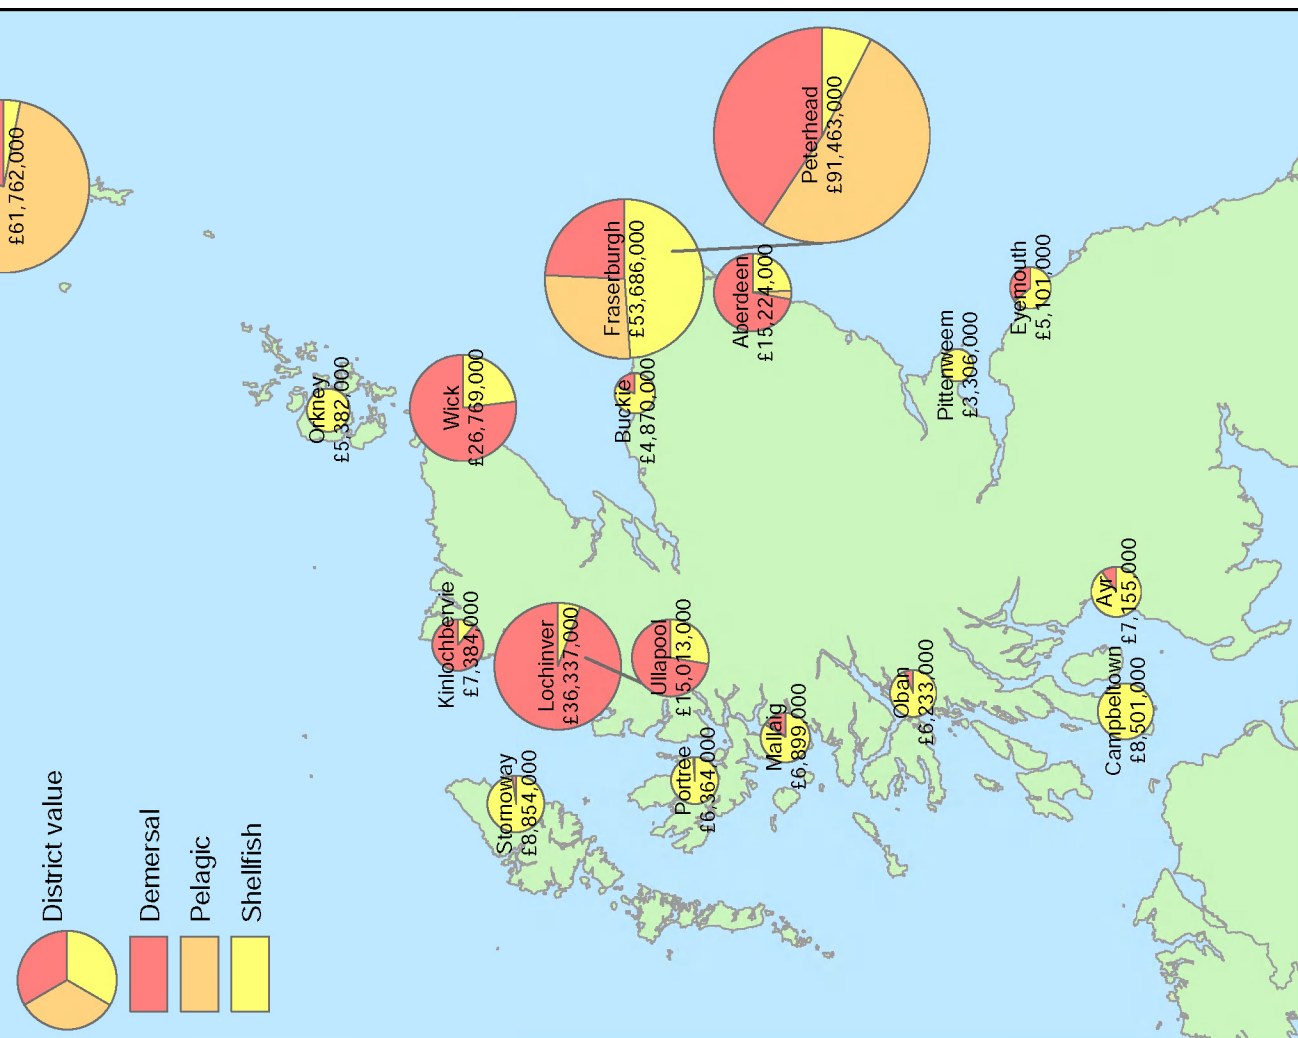 District value
Demersal
Pelagic
Shellfish
£61,762,000
Orkney
£5,382,000
Wick
£26,769,000
Kinlochbervie
£7,384,000
Lochinver
£36,337,000
Stornoway
£8,854,000
Ullapool
£15,013,000
Portree
£6,364,000
Mallaig
£6,899,000
Fraserburgh
£53,686,000
Buckie
£4,870,000
Peterhead
£91,463,000
Aberdeen
£15,224,000
Oban
£6,233,000
Pittenweem
£3,306,000
Eyemouth
£5,101,000
Ayr
£7,155,000
Campbeltown
£8,501,000